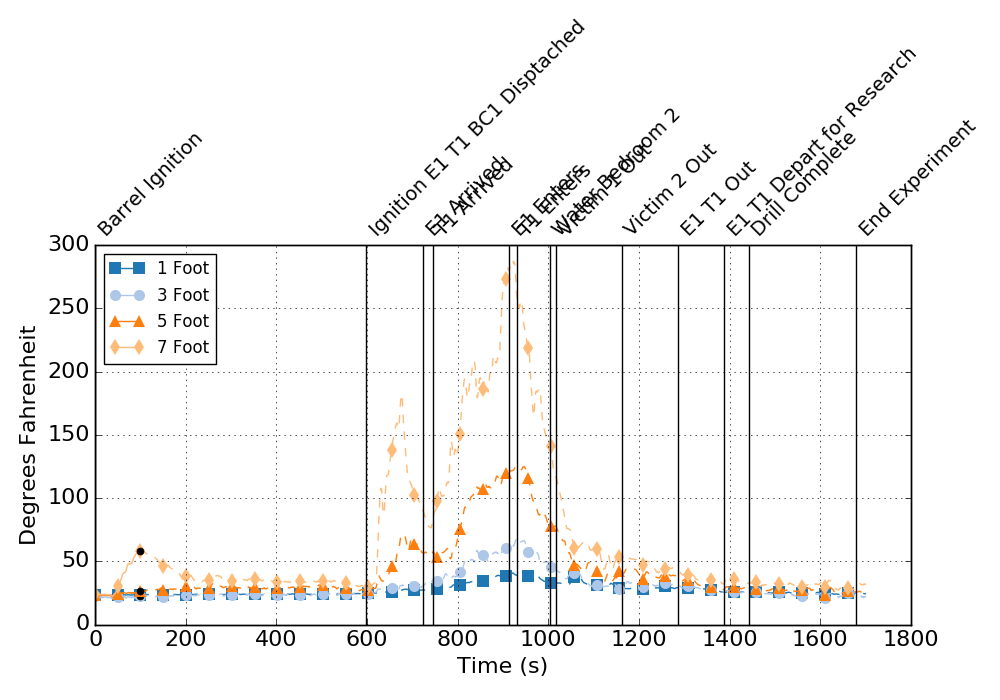 Barrel Ignition
Ignition E1 T1 BC1 Disptached
E1 Arrived
T1 Arrived
E1 Enters
T1 Enters
Water Bedroom 2
Victim 1 Out
Victim 2 Out
E1 T1 Out
E1 T1 Depart for Research
Drill Complete
End Experiment
300
250
200
150
100
50
0
Degrees Fahrenheit
1 Foot
3 Foot
5 Foot
7 Foot
0 200 400 600 800 1000 1200 1400 1600 1800
Time (s)